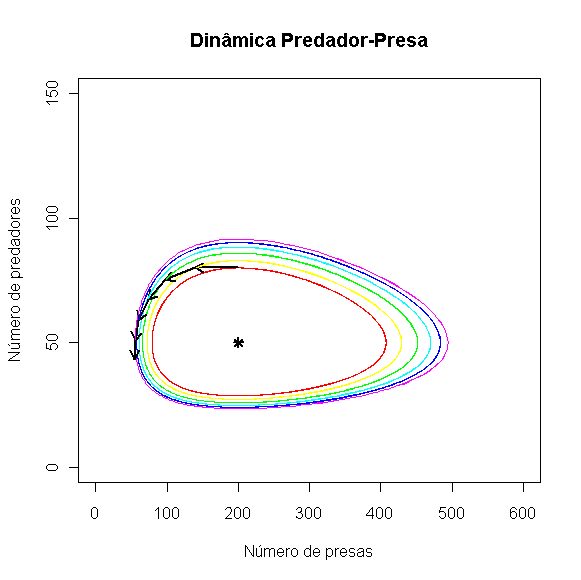 Dinâmica Predador-Presa
150
100
50
0
Número de predadores
0 100 200 300 400 500 600
Número de presas